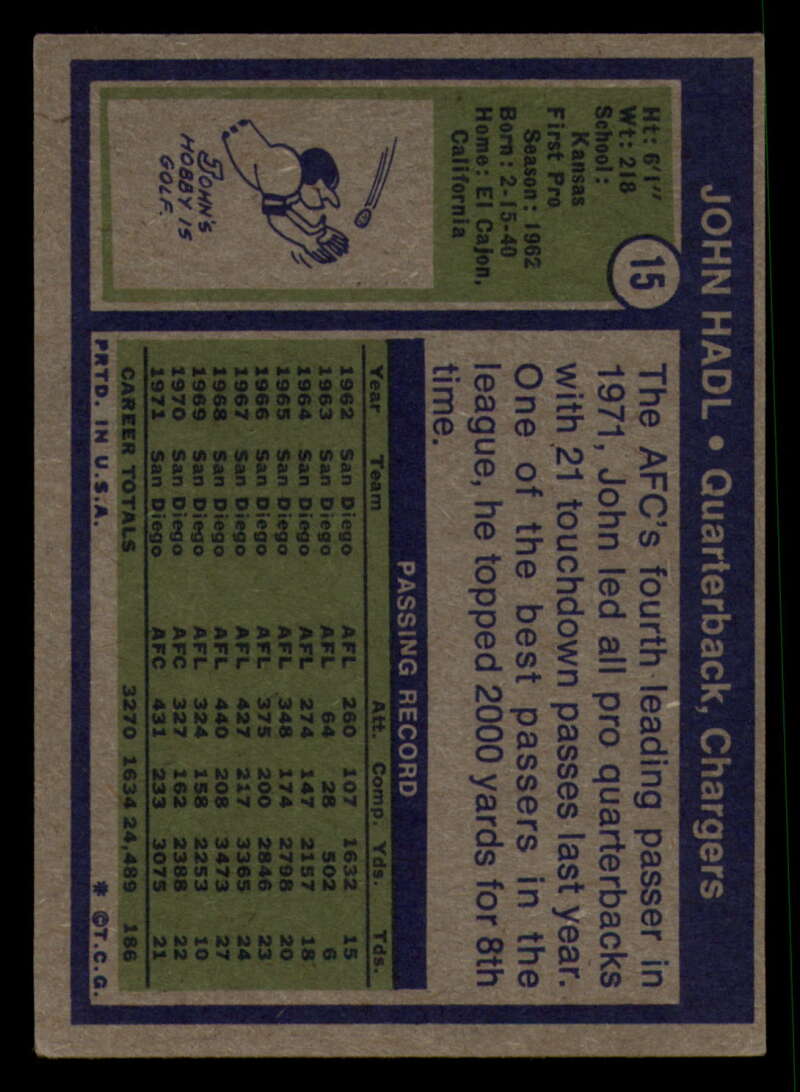 JOHN HADL • Quarterback, Chargers
15
Ht: 6'1"
Wt: 218
School:
Kansas
First Pro
Season: 1962
Born: 2-15-40
Home: El Cajon,
California
JOHN'S
HOBBY IS
GOLF.
The AFC's fourth leading passer in
1971, John led all pro quarterbacks
with 21 touchdown passes last year.
One of the best passers in the
league, he topped 2000 yards for 8th
time.
PASSING RECORD
Year Team Att. Comp. Yds. Tds.
1962 San Diego AFL 260 107 1632 15
1963 San Diego AFL 64 28 502 6
1964 San Diego AFL 274 147 2157 18
1965 San Diego AFL 348 174 2798 20
1966 San Diego AFL 375 200 2846 23
1967 San Diego AFL 427 217 3365 24
1968 San Diego AFL 440 208 3473 27
1969 San Diego AFL 324 158 2253 10
1970 San Diego AFC 327 162 2388 22
1971 San Diego AFC 431 233 3075 21
CAREER TOTALS 3270 1634 24,489 186
PRTD. IN U.S.A. * ©T.C.G.